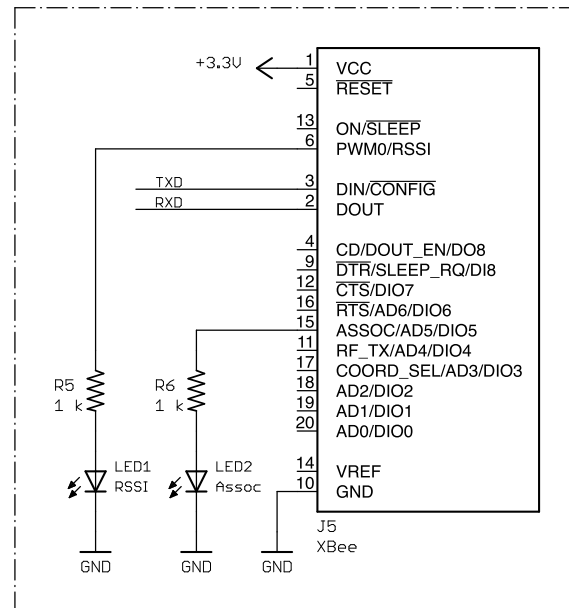 +3.3V
1 VCC
5 RESET
13 ON/SLEEP
6 PWM0/RSSI
TXD 3 DIN/CONFIG
RXD 2 DOUT
4 CD/DOUT_EN/DO8
9 DTR/SLEEP_RQ/DI8
12 CTS/DIO7
16 RTS/AD6/DIO6
15 ASSOC/AD5/DIO5
11 RF_TX/AD4/DIO4
17 COORD_SEL/AD3/DIO3
18 AD2/DIO2
19 AD1/DIO1
20 AD0/DIO0
14 VREF
10 GND
R5
1 k
R6
1 k
LED1
RSSI
LED2
Assoc
GND
GND
GND
J5
XBee